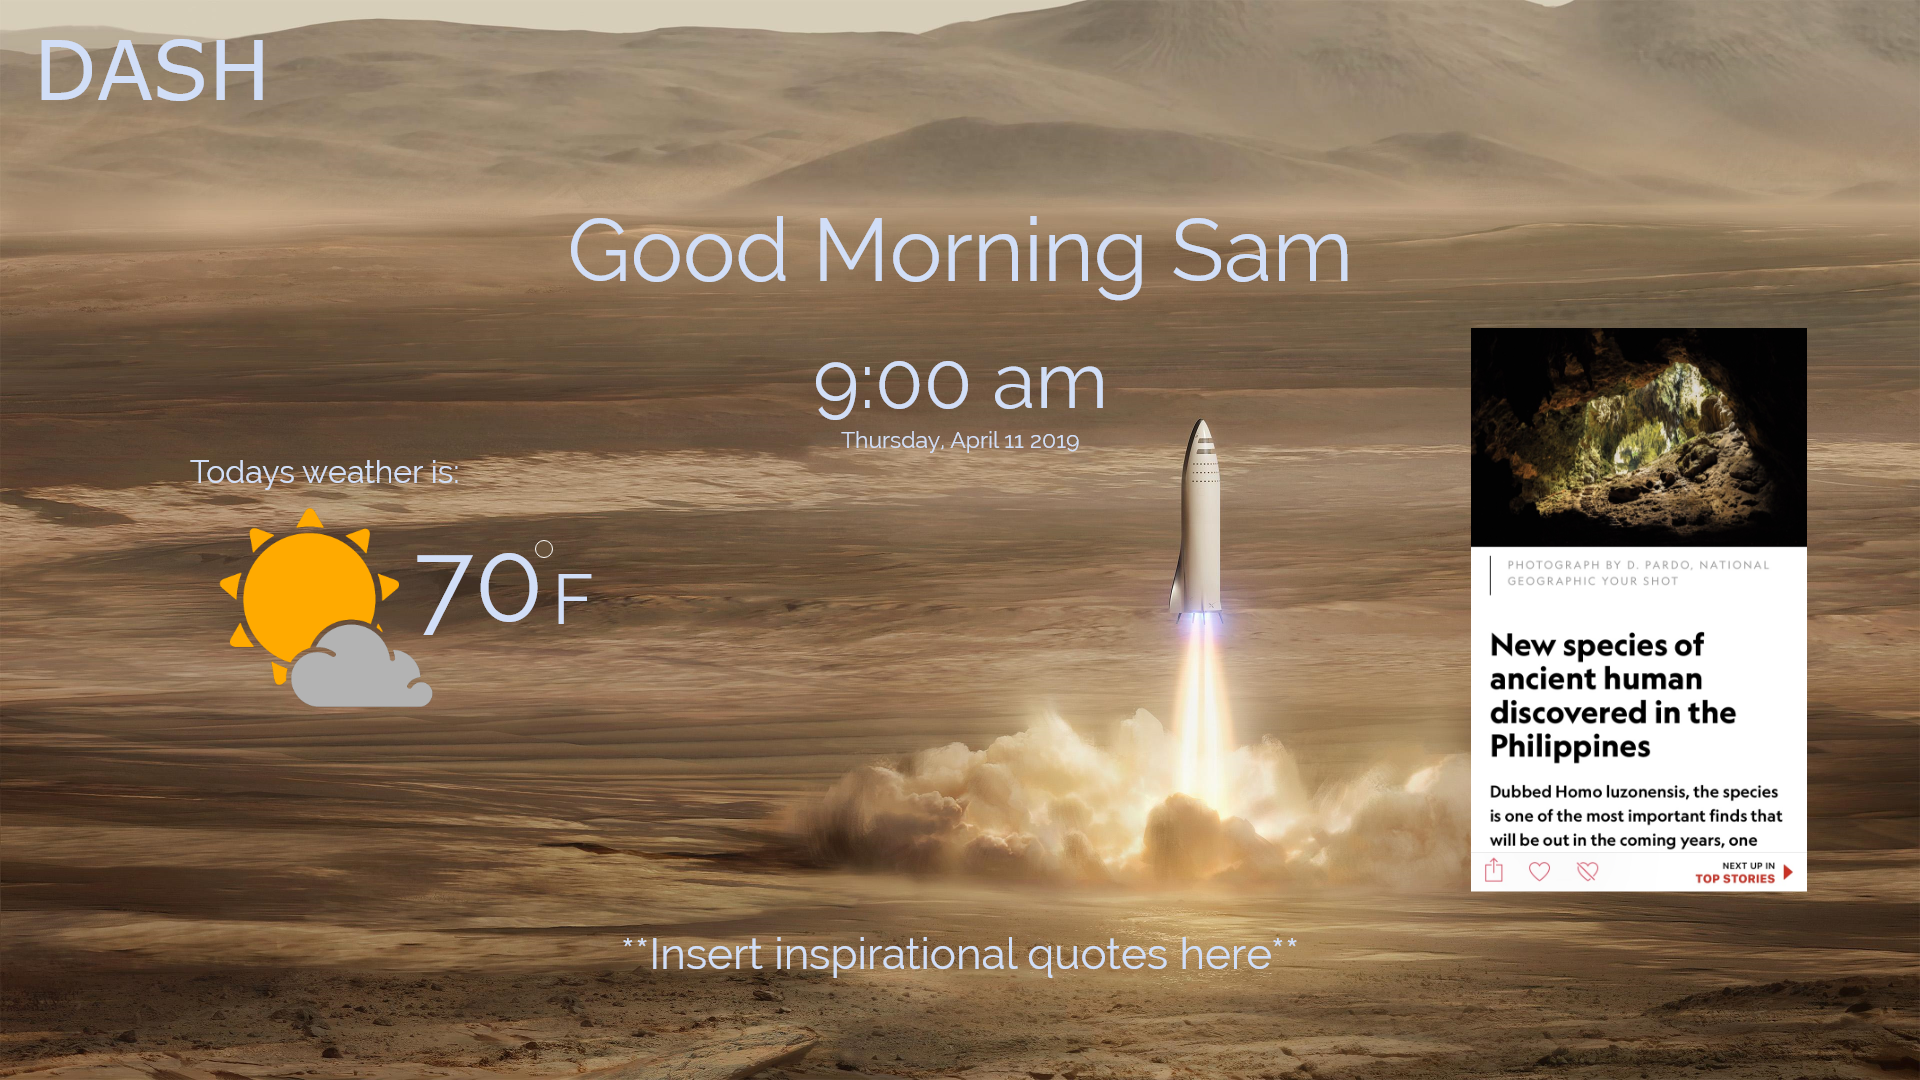 DASH
Good Morning Sam
9:00 am
Thursday, April 11 2019
Todays weather is:
70°F
PHOTOGRAPH BY D. PARDO, NATIONAL
GEOGRAPHIC YOUR SHOT
New species of
ancient human
discovered in the
Philippines
Dubbed Homo luzonensis, the species
is one of the most important finds that
will be out in the coming years, one
NEXT UP IN
TOP STORIES
**Insert inspirational quotes here**